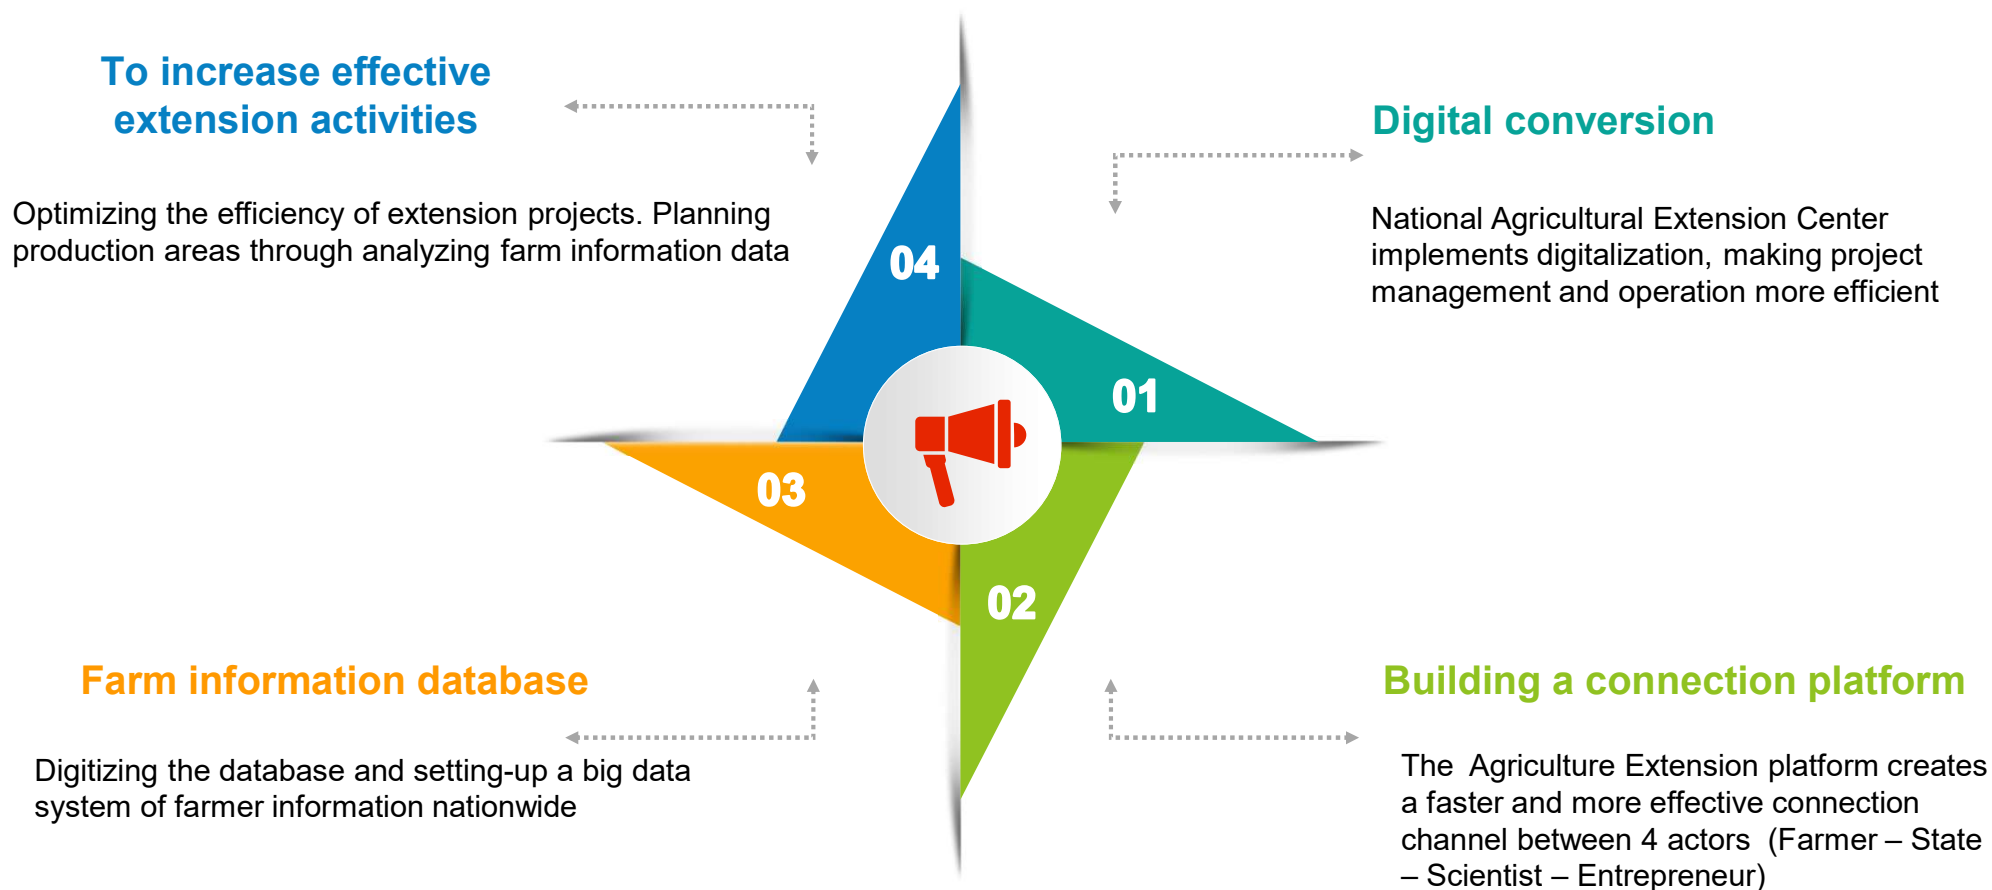 To increase effective
extension activities
Optimizing the efficiency of extension projects. Planning
production areas through analyzing farm information data
04
Digital conversion
National Agricultural Extension Center
implements digitalization, making project
management and operation more efficient
01
03
Farm information database
Digitizing the database and setting-up a big data
system of farmer information nationwide
02
Building a connection platform
The  Agriculture Extension platform creates
a faster and more effective connection
channel between 4 actors  (Farmer – State
– Scientist – Entrepreneur)